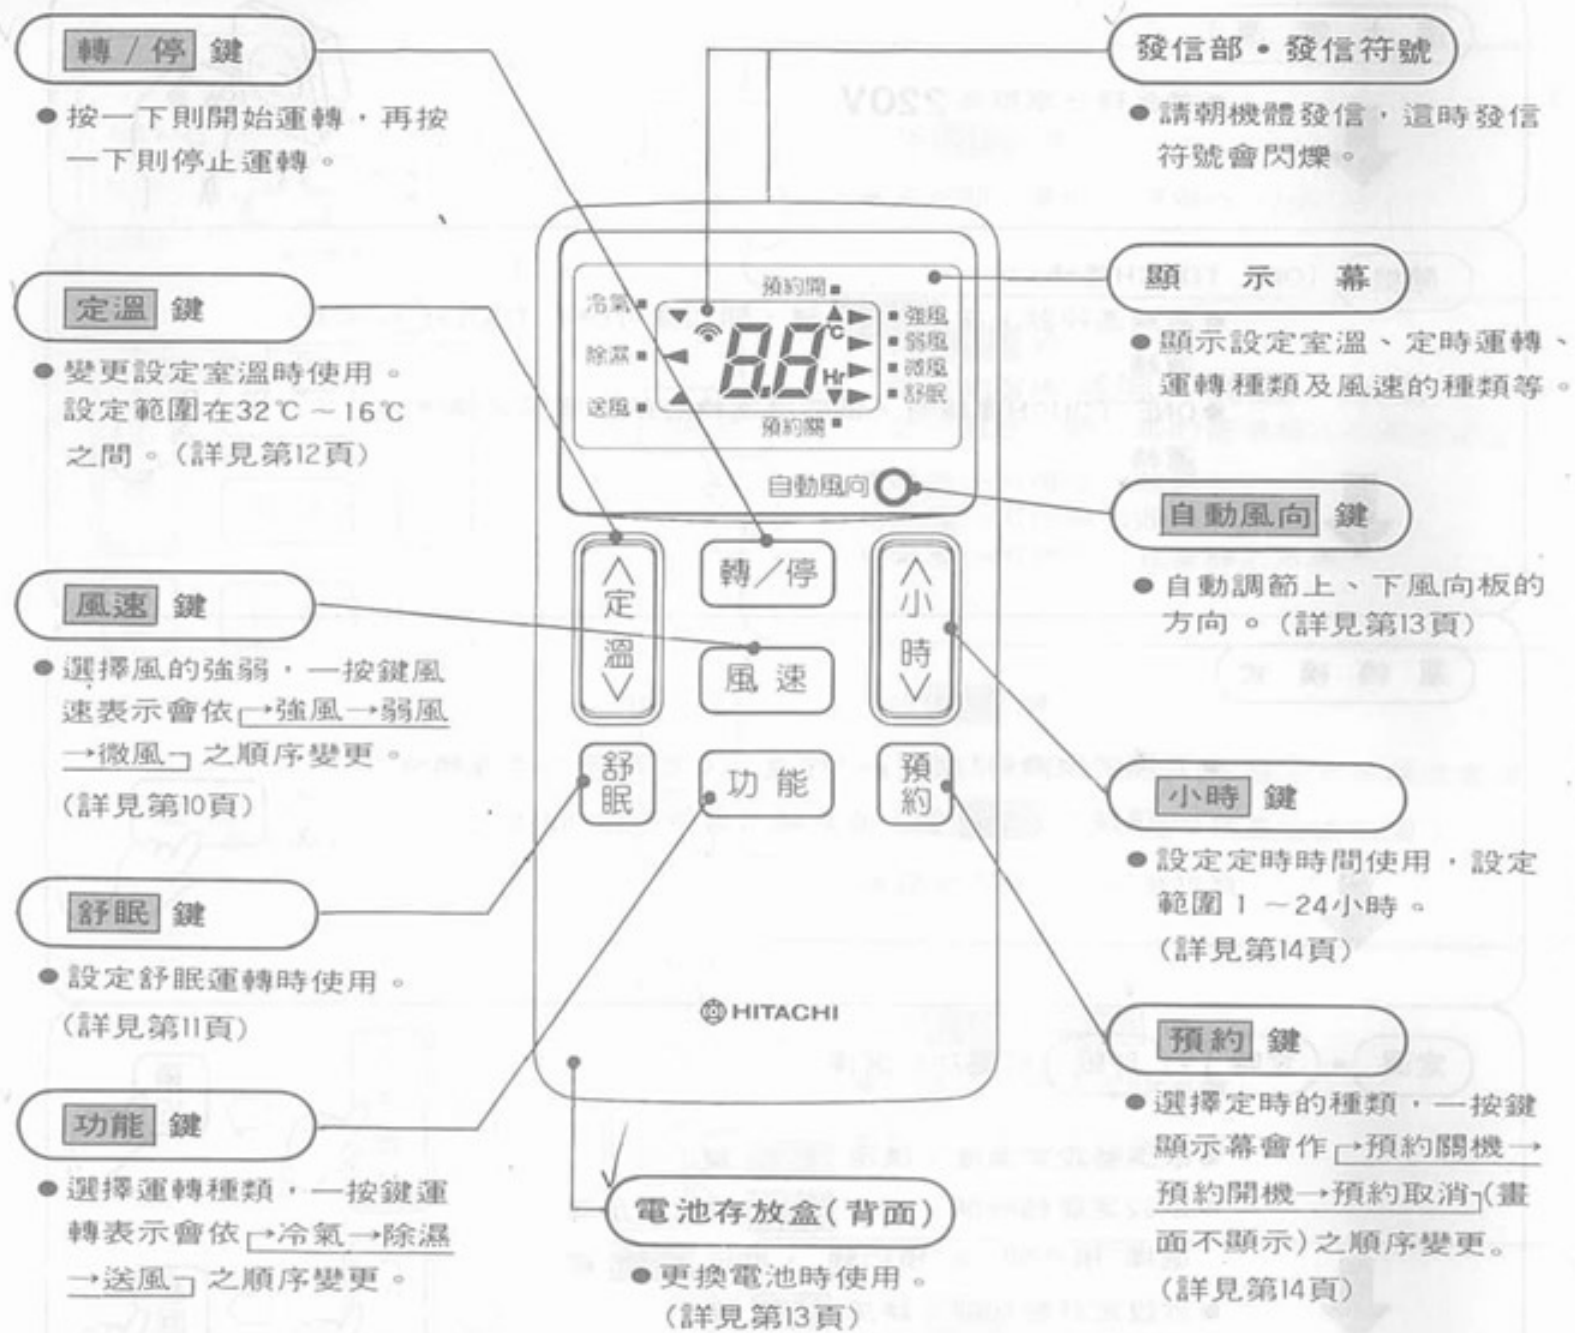 轉/停 鍵
●按一下則開始運轉，再按
一下則停止運轉。
定溫 鍵
●變更設定室溫時使用。
設定範圍在32℃～16℃
之間。(詳見第12頁)
風速 鍵
●選擇風的強弱，一按鍵風
速表示會依┌→強風→弱風
→微風┐之順序變更。
(詳見第10頁)
舒眠 鍵
●設定舒眠運轉時使用。
(詳見第11頁)
功能 鍵
●選擇運轉種類，一按鍵運
轉表示會依┌→冷氣→除濕
→送風┐之順序變更。
預約開
冷氣
除濕
送風
88
℃
Hr
強風
弱風
微風
舒眠
預約關
自動風向
定溫
轉/停
小時
風速
舒眠
功能
預約
HITACHI
電池存放盒(背面)
●更換電池時使用。
(詳見第13頁)
發信部•發信符號
●請朝機體發信，這時發信
符號會閃爍。
顯示幕
●顯示設定室溫、定時運轉、
運轉種類及風速的種類等。
自動風向 鍵
●自動調節上、下風向板的
方向。(詳見第13頁)
小時 鍵
●設定定時時間使用，設定
範圍1～24小時。
(詳見第14頁)
預約 鍵
●選擇定時的種類，一按鍵
顯示幕會作┌→預約關機→
預約開機→預約取消┐(畫
面不顯示)之順序變更。
(詳見第14頁)